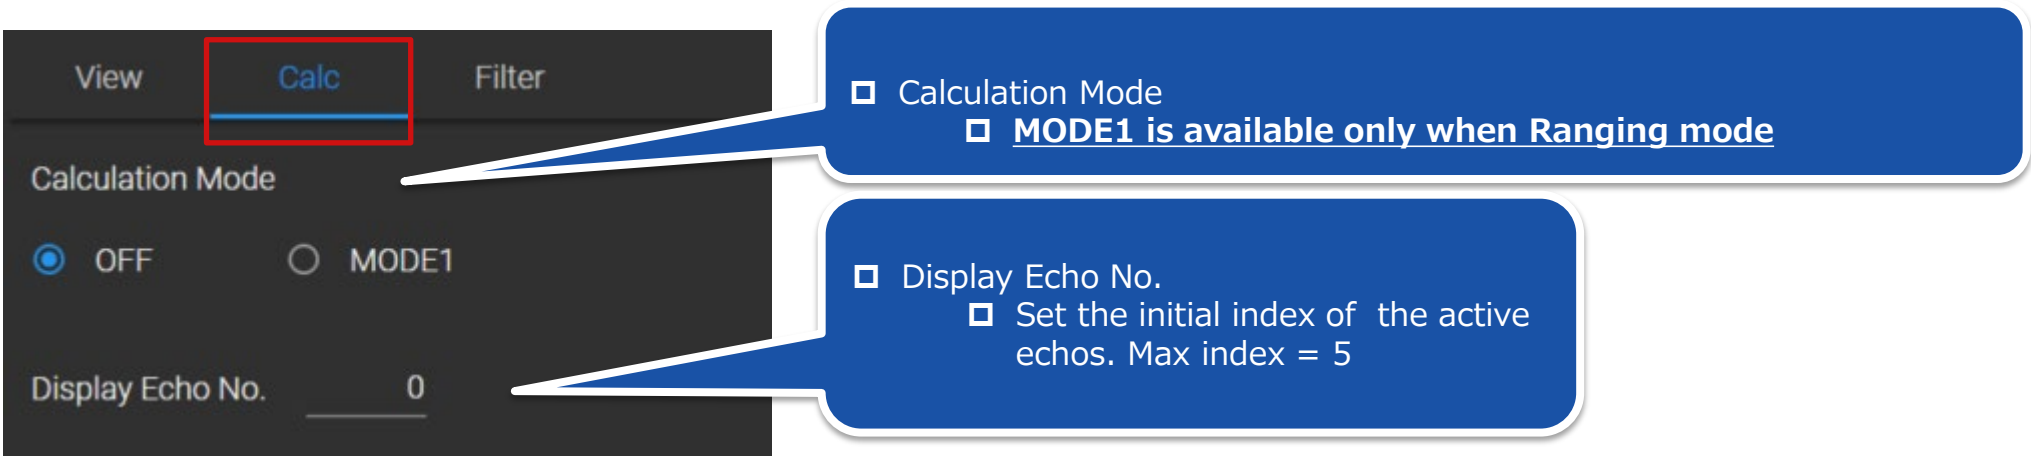 View Calc Filter
Calculation Mode
OFF MODE1
Display Echo No. 0
Calculation Mode
MODE1 is available only when Ranging mode
Display Echo No.
Set the initial index of the active
echos. Max index = 5